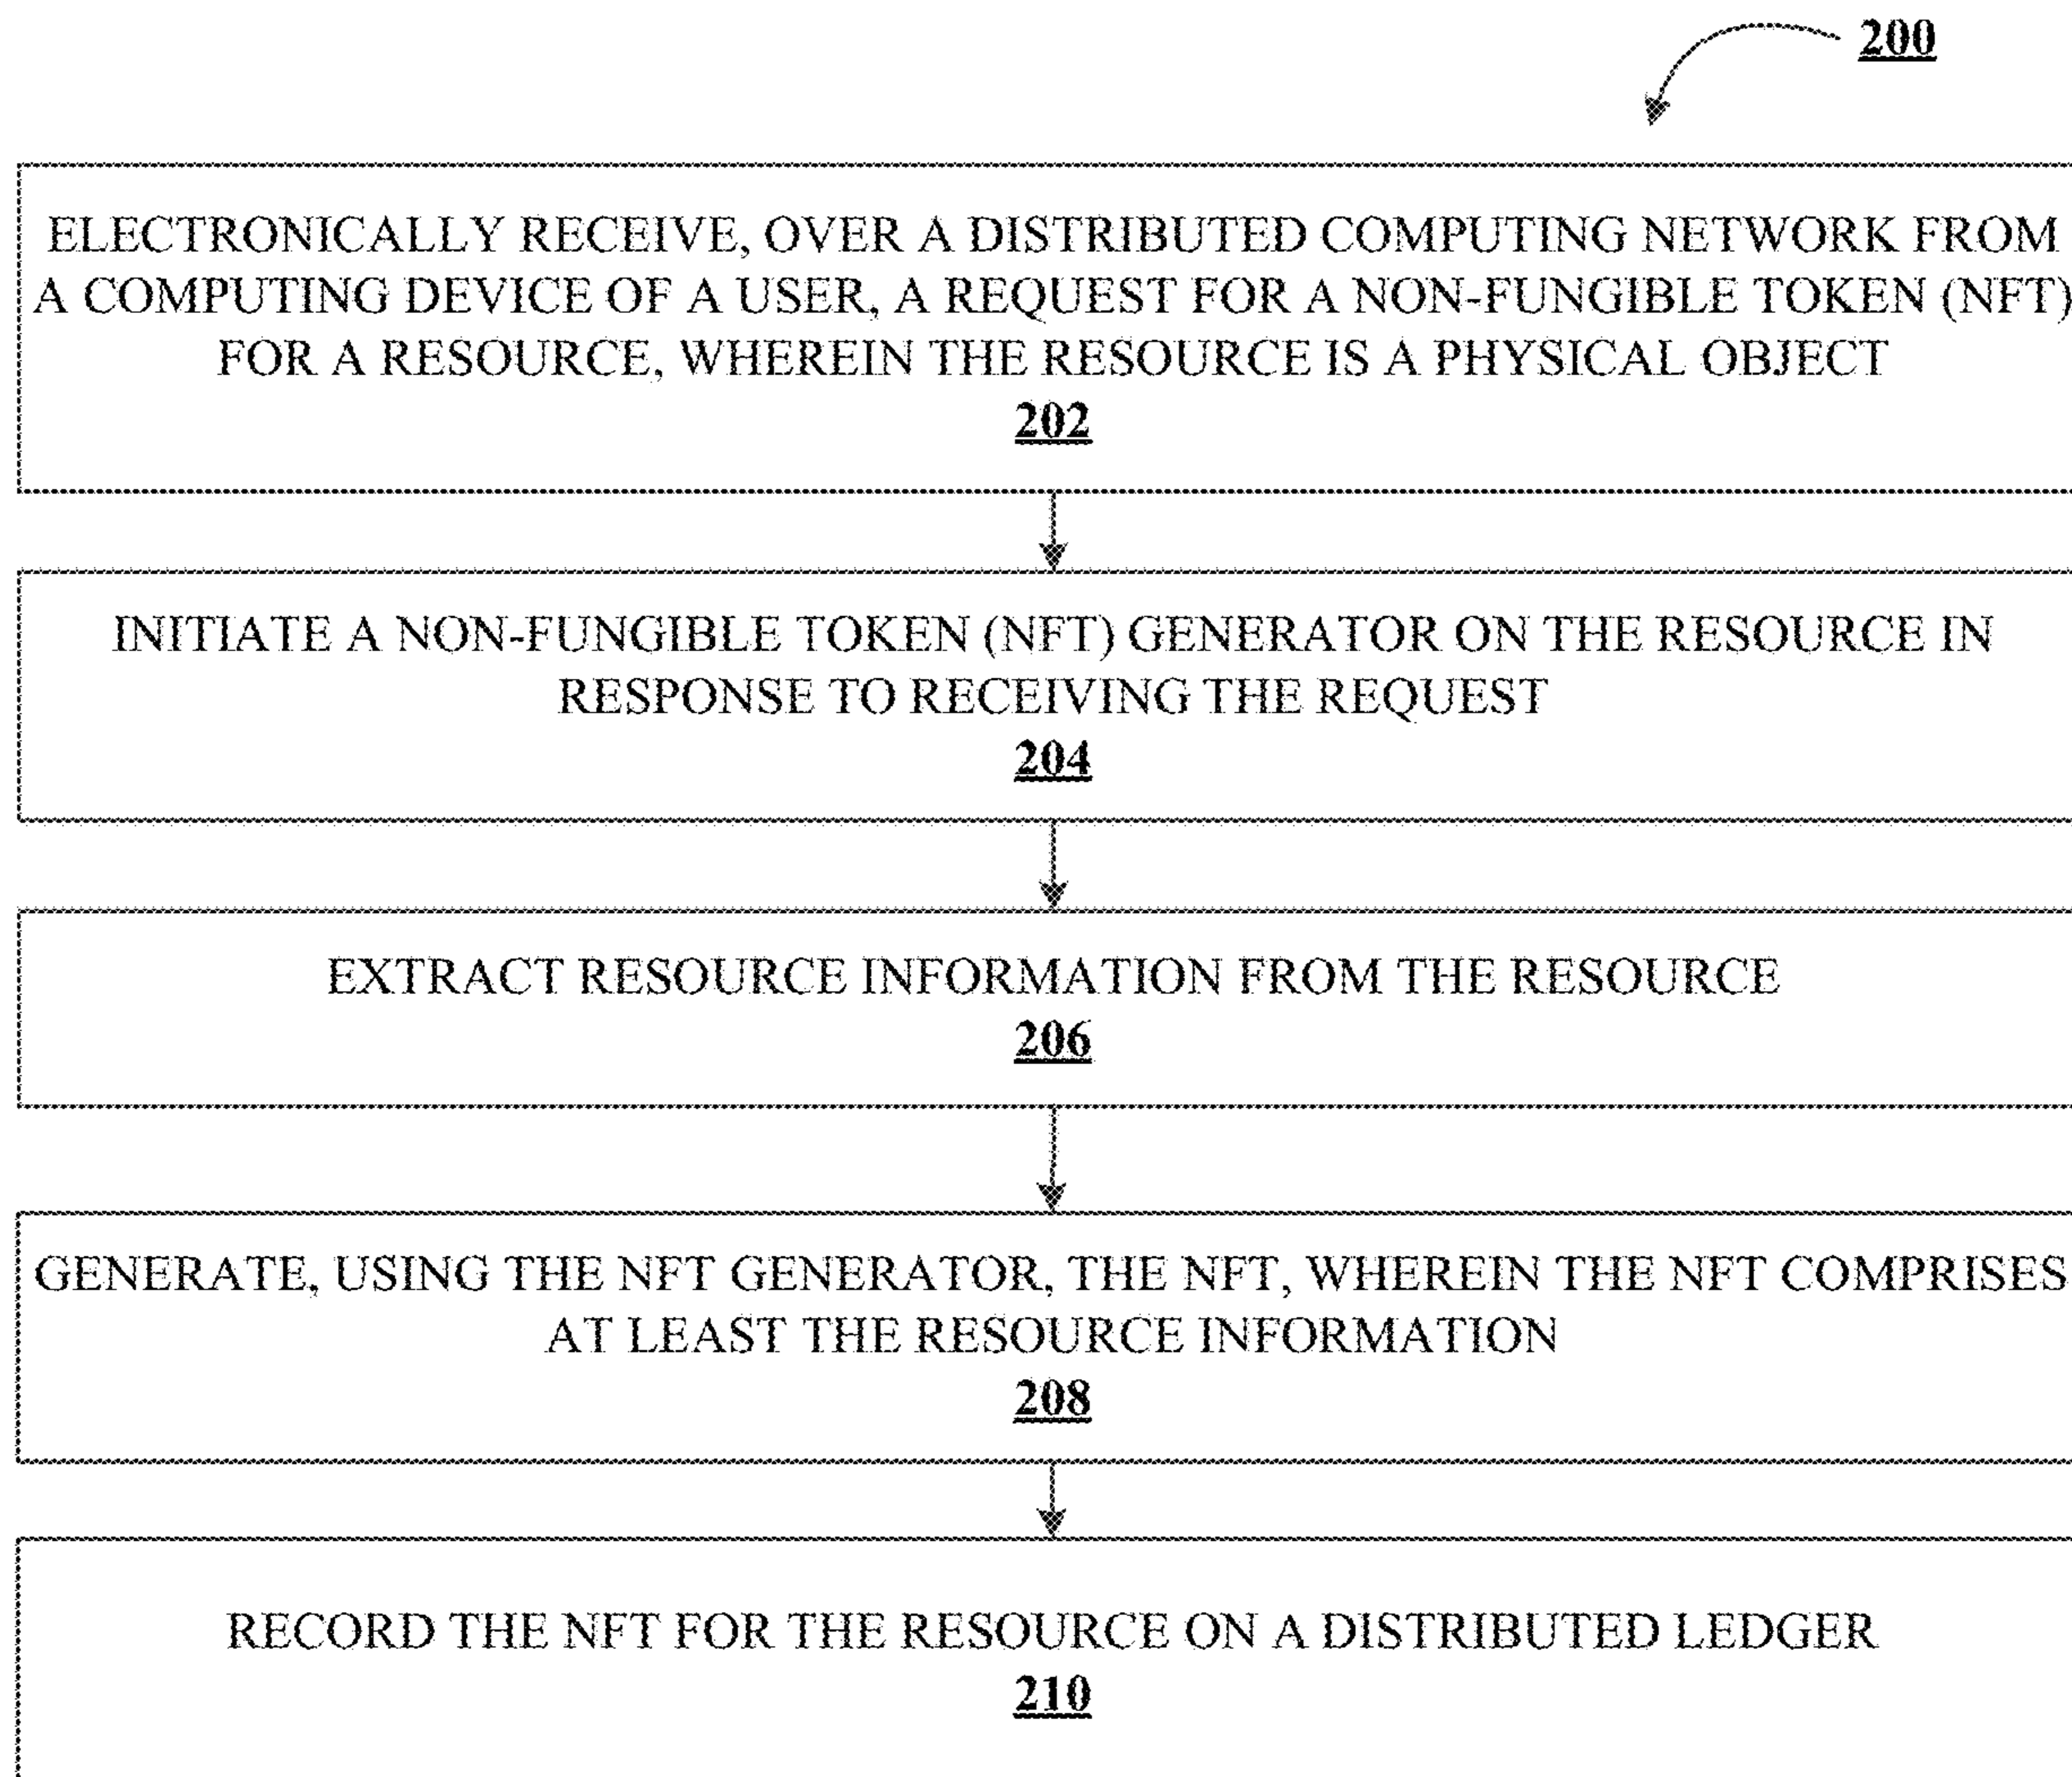 200
ELECTRONICALLY RECEIVE, OVER A DISTRIBUTED COMPUTING NETWORK FROM
A COMPUTING DEVICE OF A USER, A REQUEST FOR A NON-FUNGIBLE TOKEN (NFT)
FOR A RESOURCE, WHEREIN THE RESOURCE IS A PHYSICAL OBJECT
202
INITIATE A NON-FUNGIBLE TOKEN (NFT) GENERATOR ON THE RESOURCE IN
RESPONSE TO RECEIVING THE REQUEST
204
EXTRACT RESOURCE INFORMATION FROM THE RESOURCE
206
GENERATE, USING THE NFT GENERATOR, THE NFT, WHEREIN THE NFT COMPRISES
AT LEAST THE RESOURCE INFORMATION
208
RECORD THE NFT FOR THE RESOURCE ON A DISTRIBUTED LEDGER
210